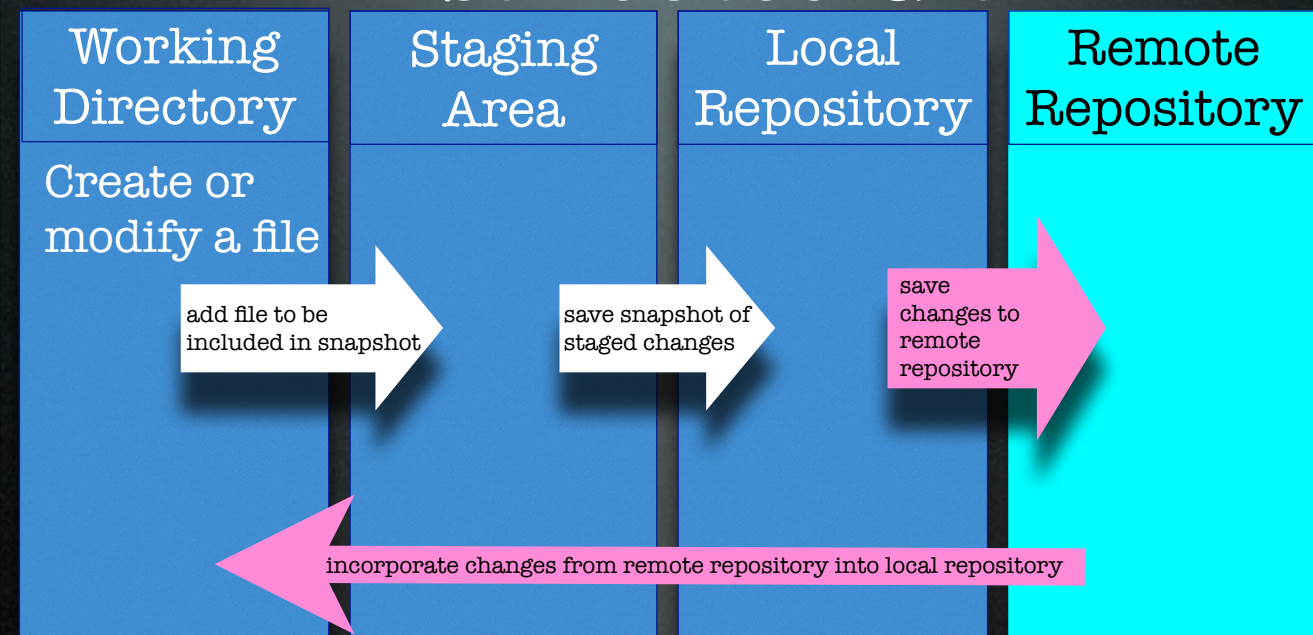 Working
Directory
Staging
Area
Local
Repository
Remote
Repository
Create or
modify a file
add file to be
included in snapshot
save snapshot of
staged changes
save
changes to
remote
repository
incorporate changes from remote repository into local repository